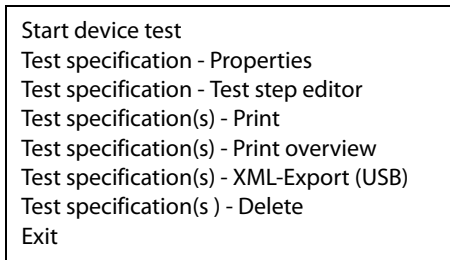 Start device test
Test specification - Properties
Test specification - Test step editor
Test specification(s) - Print
Test specification(s) - Print overview
Test specification(s) - XML-Export (USB)
Test specification(s ) - Delete
Exit